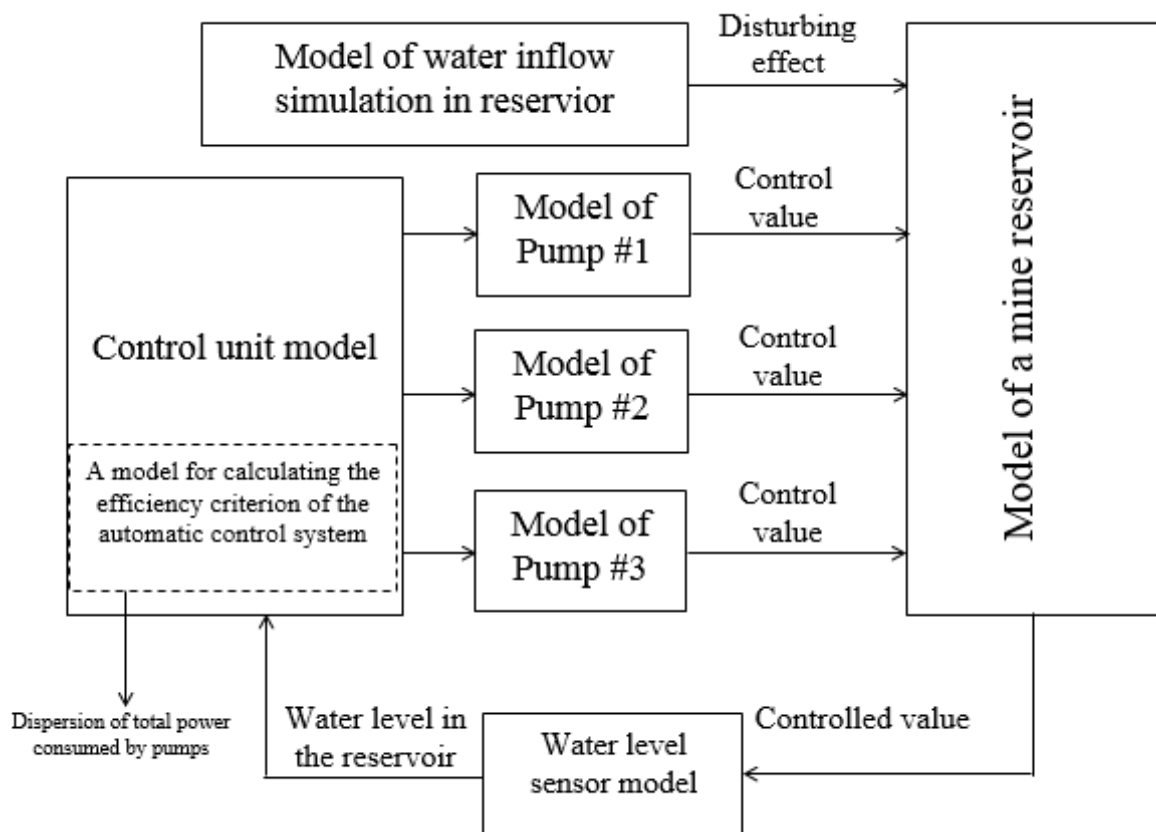 Model of water inflow
simulation in reservior
Disturbing
effect
Model of a mine reservoir
Control unit model
Model of
Pump #1
Control
value
Model of
Pump #2
Control
value
A model for calculating the
efficiency criterion of the
automatic control system
Model of
Pump #3
Control
value
Dispersion of total power
consumed by pumps
Water level in
the reservoir
Water level
sensor model
Controlled value